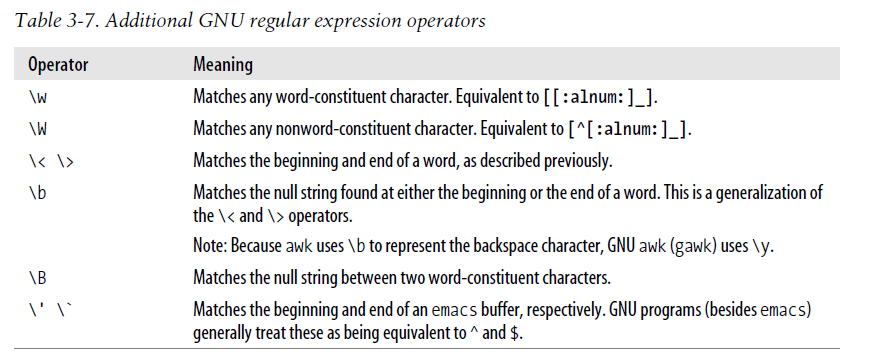 Table 3-7. Additional GNU regular expression operators
Operator Meaning
\w Matches any word-constituent character. Equivalent to [[:alnum:]_].
\W Matches any nonword-constituent character. Equivalent to [^[:alnum:]_].
\< \> Matches the beginning and end of a word, as described previously.
\b Matches the null string found at either the beginning or the end of a word. This is a generalization of
the \< and \> operators.
Note: Because awk uses \b to represent the backspace character, GNU awk (gawk) uses \y.
\B Matches the null string between two word-constituent characters.
\' \` Matches the beginning and end of an emacs buffer, respectively. GNU programs (besides emacs)
generally treat these as being equivalent to ^ and $.